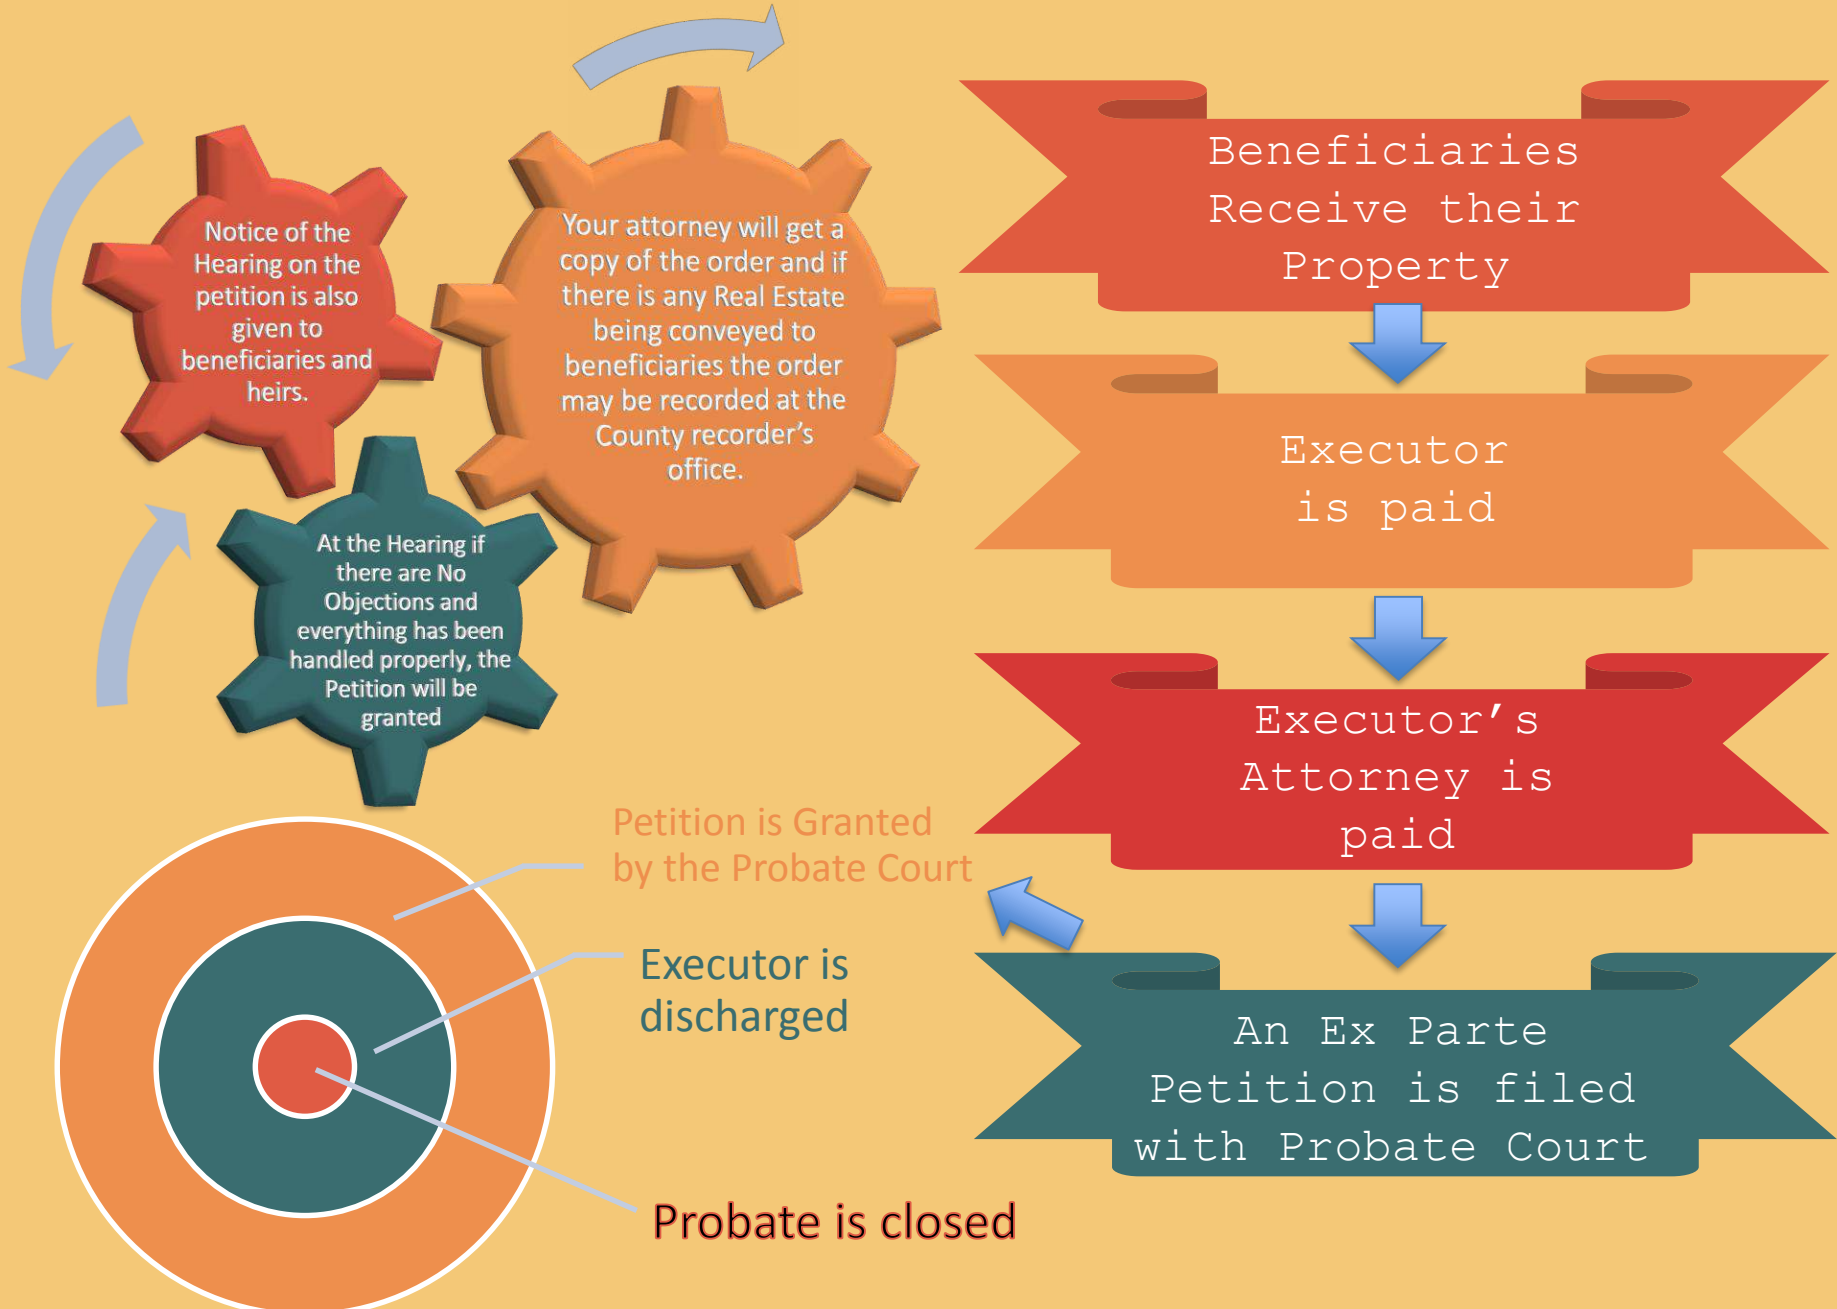 Notice of the
Hearing on the
petition is also
given to
beneficiaries and
heirs.
Your attorney will get a
copy of the order and if
there is any Real Estate
being conveyed to
beneficiaries the order
may be recorded at the
County recorder’s
office.
At the Hearing if
there are No
Objections and
everything has been
handled properly, the
Petition will be
granted
Beneficiaries
Receive their
Property
Executor
is paid
Executor’s
Attorney is
paid
An Ex Parte
Petition is filed
with Probate Court
Petition is Granted
by the Probate Court
Executor is
discharged
Probate is closed